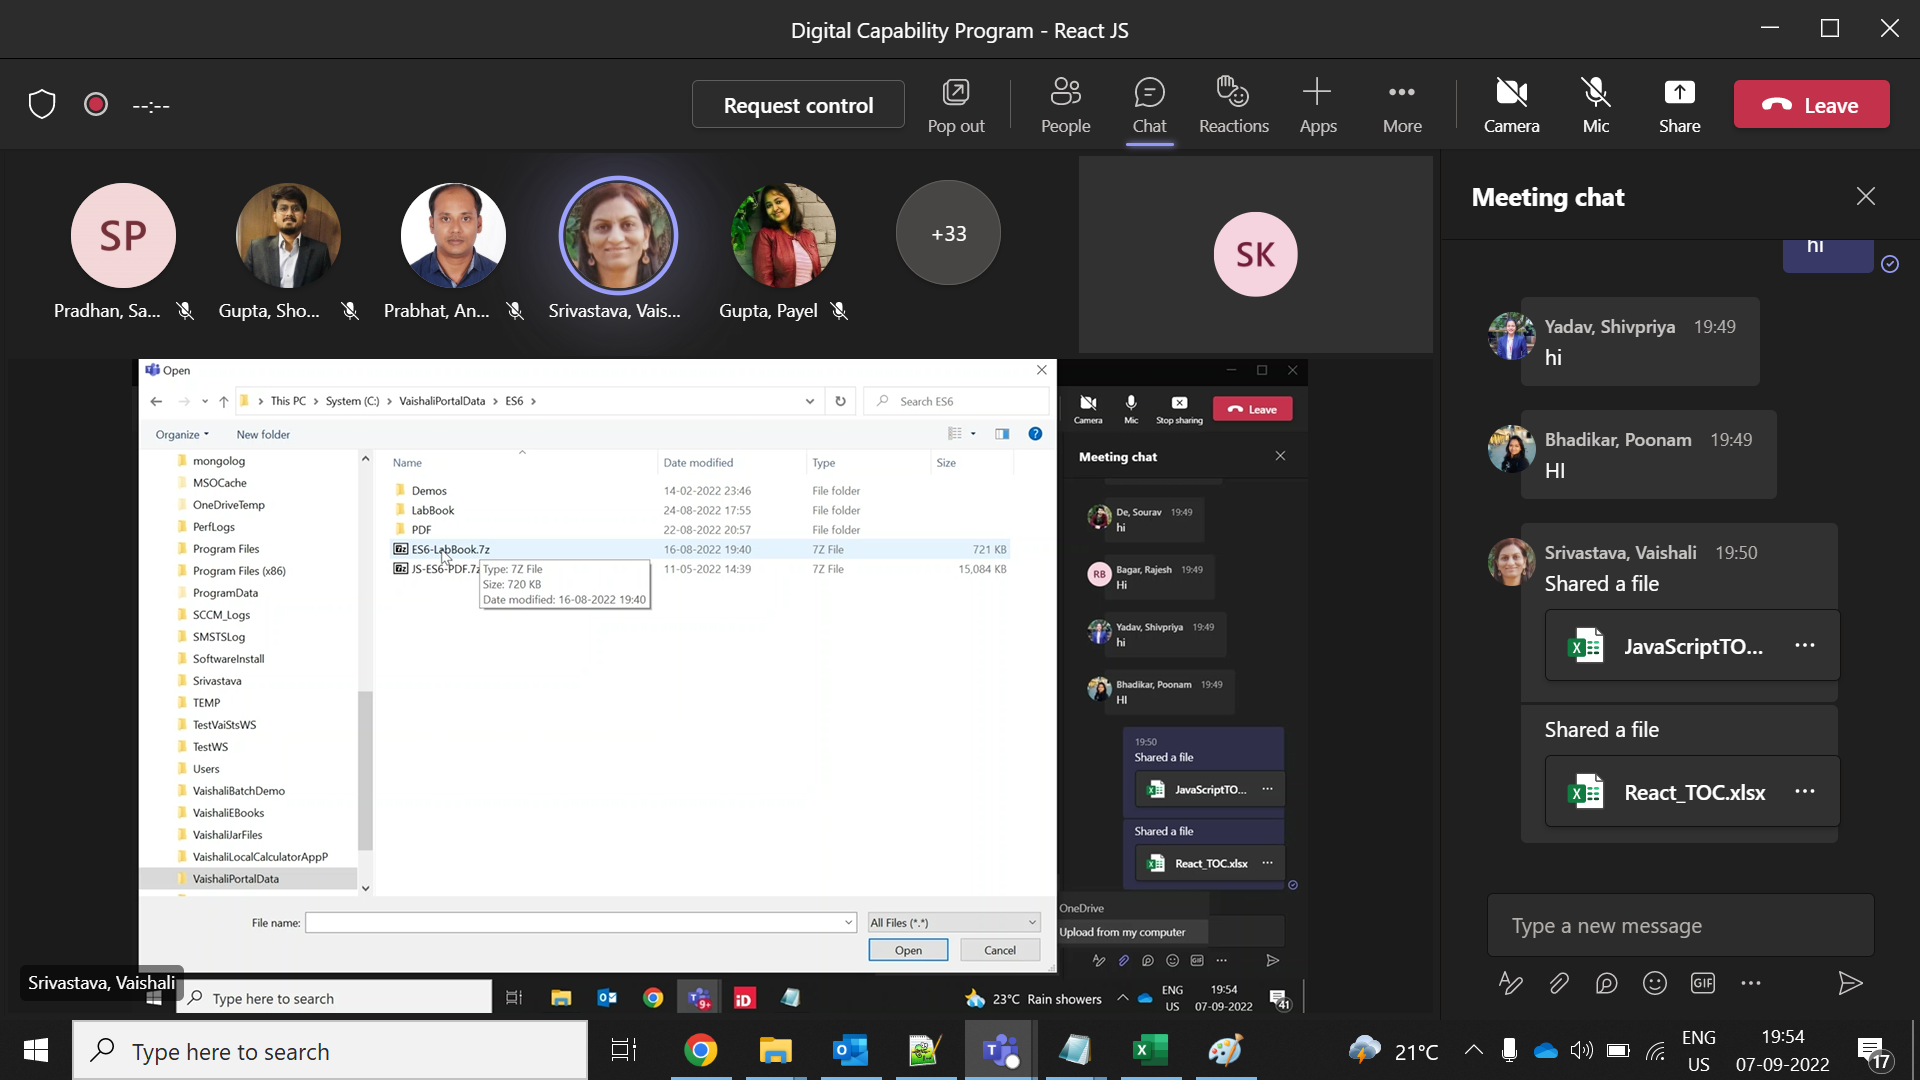 Digital Capability Program - React JS
--:--
Request control
Pop out
People
Chat
Reactions
Apps
More
Camera
Mic
Share
Leave
SP
Pradhan, Sa...
Gupta, Sho...
Prabhat, An...
Srivastava, Vais...
Gupta, Payel
+33
SK
Meeting chat
hi
Yadav, Shivpriya 19:49
hi
Bhadikar, Poonam 19:49
HI
Srivastava, Vaishali 19:50
Shared a file
JavaScriptTO...
Shared a file
React_TOC.xlsx
Type a new message
GIF
Open
This PC
System (C:)
VaishaliPortalData
ES6
Search ES6
Organize
New folder
mongolog
MSOCache
OneDriveTemp
PerfLogs
Program Files
Program Files (x86)
ProgramData
SCCM_Logs
SMSTSLog
SoftwareInstall
Srivastava
TEMP
TestVaiStsWS
TestWS
Users
VaishaliBatchDemo
VaishaliEBooks
VaishaliJarFiles
VaishaliLocalCalculatorAppP
VaishaliPortalData
Name Date modified Type Size
Demos 14-02-2022 23:46 File folder
LabBook 24-08-2022 17:55 File folder
PDF 22-08-2022 20:57 File folder
ES6-LabBook.7z 16-08-2022 19:40 7Z File 721 KB
JS-ES6-PDF.7z 11-05-2022 14:39 7Z File 15,084 KB
Type: 7Z File
Size: 720 KB
Date modified: 16-08-2022 19:40
File name:
All Files (*.*)
Open
Cancel
Camera
Mic
Stop sharing
Leave
Meeting chat
De, Sourav 19:49
hi
RB
Bagar, Rajesh 19:49
Hi
Yadav, Shivpriya 19:49
hi
Bhadikar, Poonam 19:49
HI
19:50
Shared a file
JavaScriptTO...
Shared a file
React_TOC.xlsx
OneDrive
Upload from my computer
GIF
Srivastava, Vaishali
Type here to search
9+
iD
23°C Rain showers
ENG
US
19:54
07-09-2022
41
Type here to search
21°C
ENG
US
19:54
07-09-2022
17